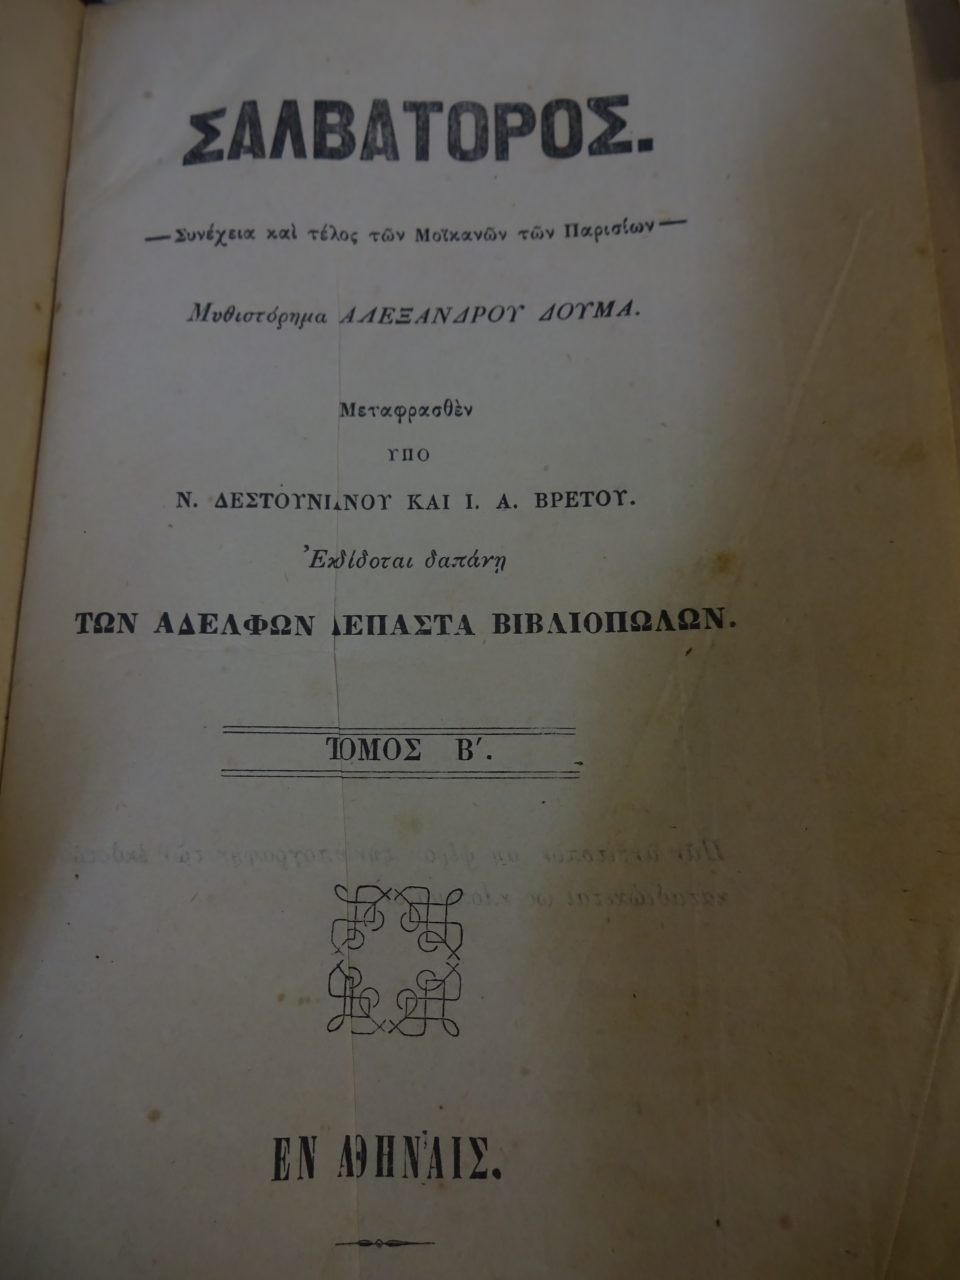 ΣΑΛΒΑΤΟΡΟΣ.
— Συνέχεια καὶ τέλος τῶν Μοϊκανῶν τῶν Παρισίων —
Μυθιστόρημα ΑΛΕΞΑΝΔΡΟΥ ΔΟΥΜΑ.
Μεταφρασθὲν
ΥΠΟ
Ν. ΔΕΣΤΟΥΝΙΑΝΟΥ ΚΑΙ Ι. Α. ΒΡΕΤΟΥ.
Ἐκδίδοται δαπάνῃ
ΤΩΝ ΑΔΕΛΦΩΝ ΔΕΠΑΣΤΑ ΒΙΒΛΙΟΠΩΛΩΝ.
ΤΟΜΟΣ Β΄.
ΕΝ ΑΘΗΝΑΙΣ.